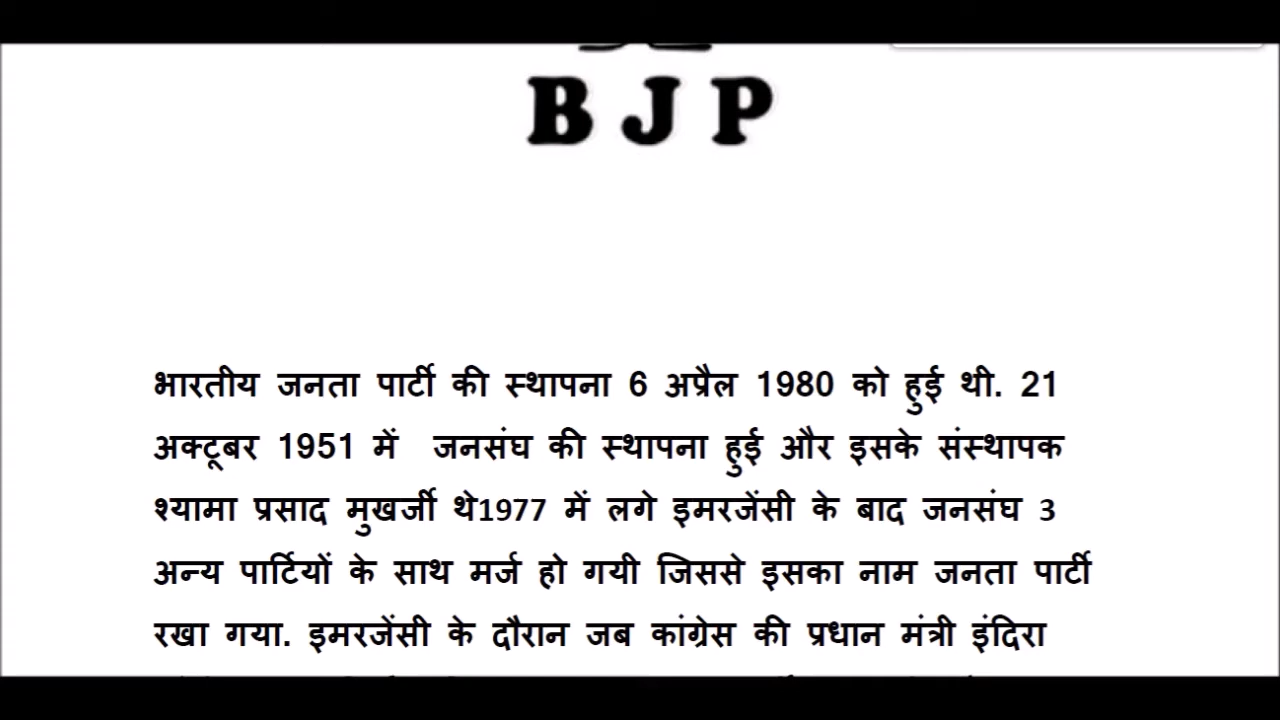 B J P
भारतीय जनता पार्टी की स्थापना 6 अप्रैल 1980 को हुई थी. 21
अक्टूबर 1951 में जनसंघ की स्थापना हुई और इसके संस्थापक
श्यामा प्रसाद मुखर्जी थे1977 में लगे इमरजेंसी के बाद जनसंघ 3
अन्य पार्टियों के साथ मर्ज हो गयी जिससे इसका नाम जनता पार्टी
रखा गया. इमरजेंसी के दौरान जब कांग्रेस की प्रधान मंत्री इंदिरा